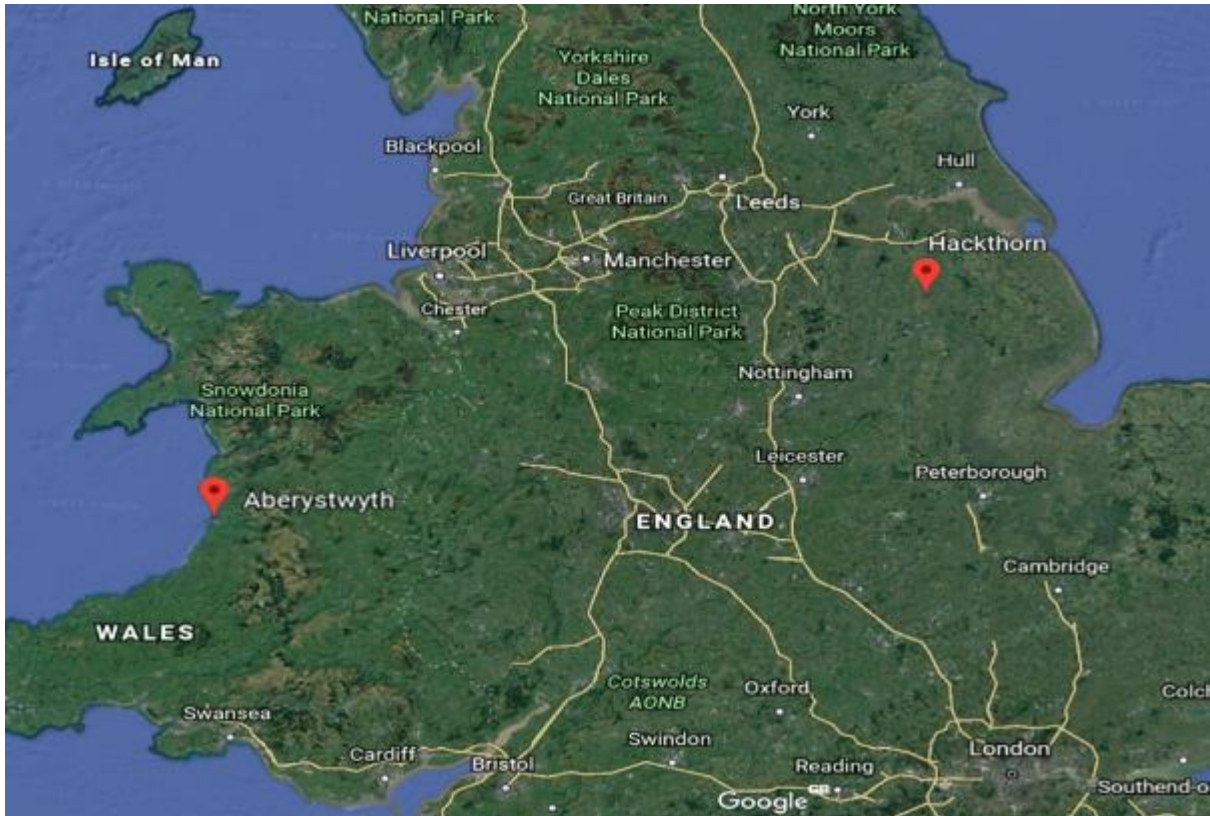 National Park
North York
Moors
National Park
Isle of Man
Yorkshire
Dales
National Park
York
Blackpool
Hull
Great Britain
Leeds
Hackthorn
Liverpool
Manchester
Chester
Peak District
National Park
Nottingham
Snowdonia
National Park
Leicester
Peterborough
Aberystwyth
ENGLAND
Cambridge
WALES
Cotswolds
AONB
Oxford
Colch
Swansea
Swindon
Cardiff
Bristol
Reading
London
Southend-o
Google